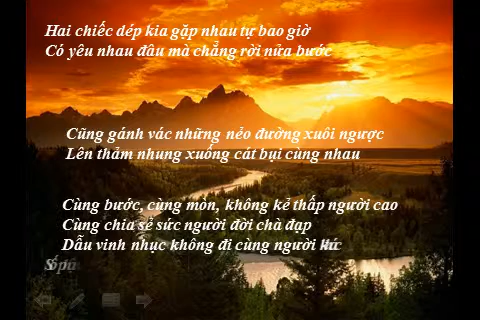 Hai chiếc dép kia gặp nhau tự bao giờ
Có yêu nhau đâu mà chẳng rời nửa bước
Cũng gánh vác những nẻo đường xuôi ngược
Lên thảm nhung xuống cát bụi cùng nhau
Cùng bước, cùng mòn, không kẻ thấp người cao
Cùng chia sẻ sức người đời chà đạp
Dẫu vinh nhục không đi cùng người